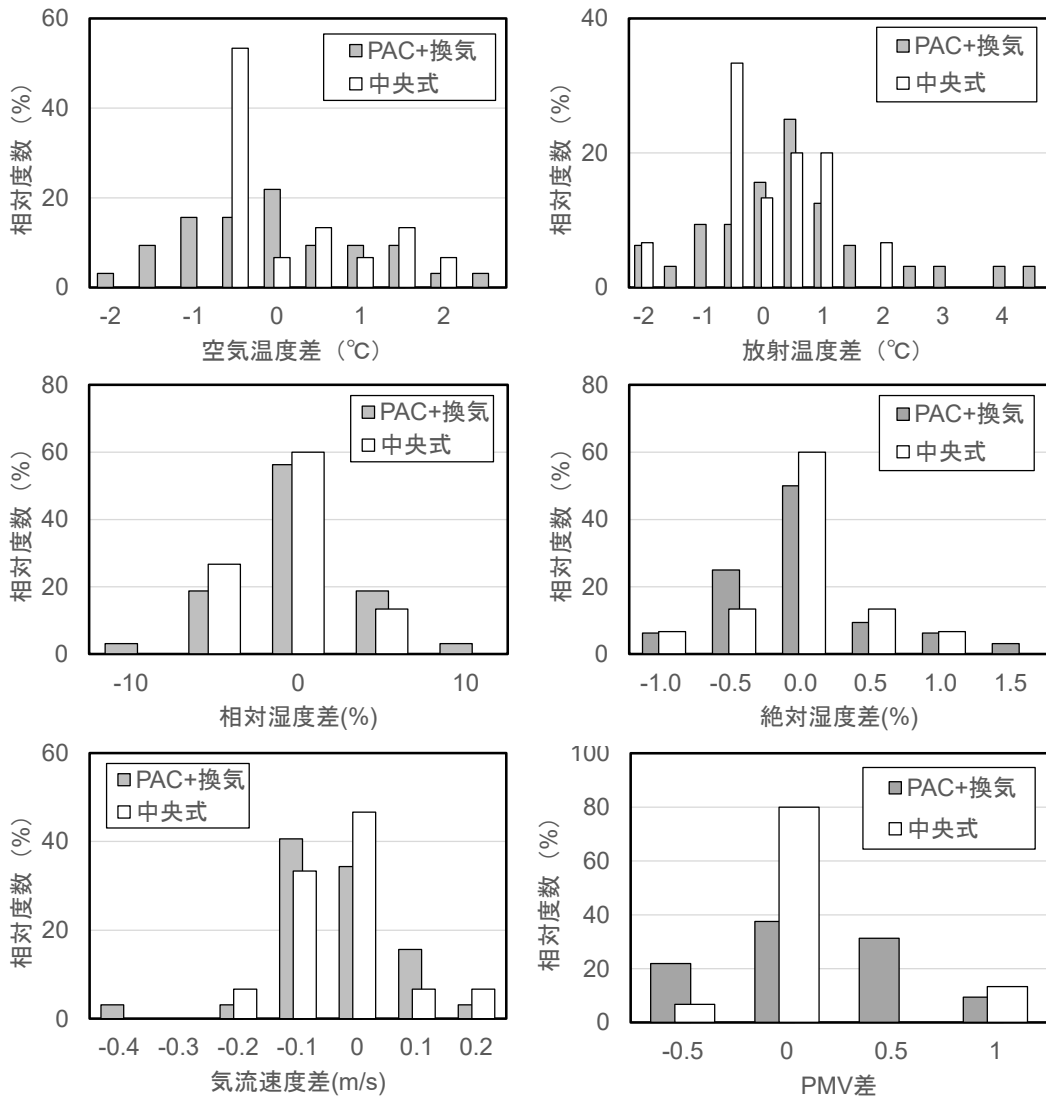 60
40
20
0
相対度数（%）
PAC+換気
中央式
-2 -1 0 1 2
空気温度差（℃）
40
20
0
相対度数（%）
PAC+換気
中央式
-2 -1 0 1 2 3 4
放射温度差（℃）
80
60
40
20
0
相対度数（%）
PAC+換気
中央式
-10 0 10
相対湿度差(%)
80
60
40
20
0
相対度数（%）
PAC+換気
中央式
-1.0 -0.5 0.0 0.5 1.0 1.5
絶対湿度差(%)
60
40
20
0
相対度数（%）
PAC+換気
中央式
-0.4 -0.3 -0.2 -0.1 0 0.1 0.2
気流速度差(m/s)
100
80
60
40
20
0
相対度数（%）
PAC+換気
中央式
-0.5 0 0.5 1
PMV差